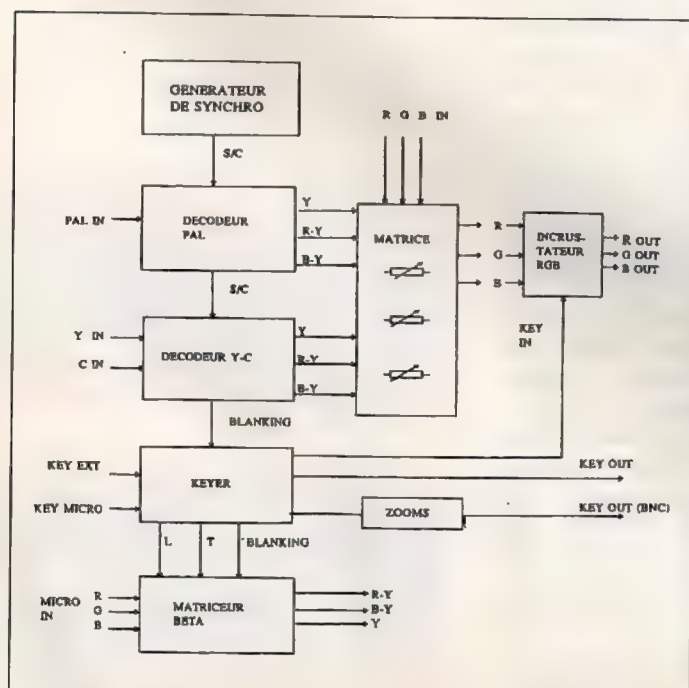 GENERATEUR
DE SYNCHRO
R G B IN
S/C
PAL IN
DECODEUR
PAL
Y
R-Y
B-Y
MATRICE
R
G
B
INCRUS-
TATEUR
RGB
R OUT
G OUT
B OUT
S/C
KEY
IN
Y IN
C IN
DECODEUR Y-C
Y
R-Y
B-Y
BLANKING
KEY EXT
KEY MICRO
KEYER
KEY OUT
ZOOMS
KEY OUT (BNC)
L T BLANKING
MICRO
IN
R
G
B
MATRICEUR
BETA
R-Y
B-Y
Y